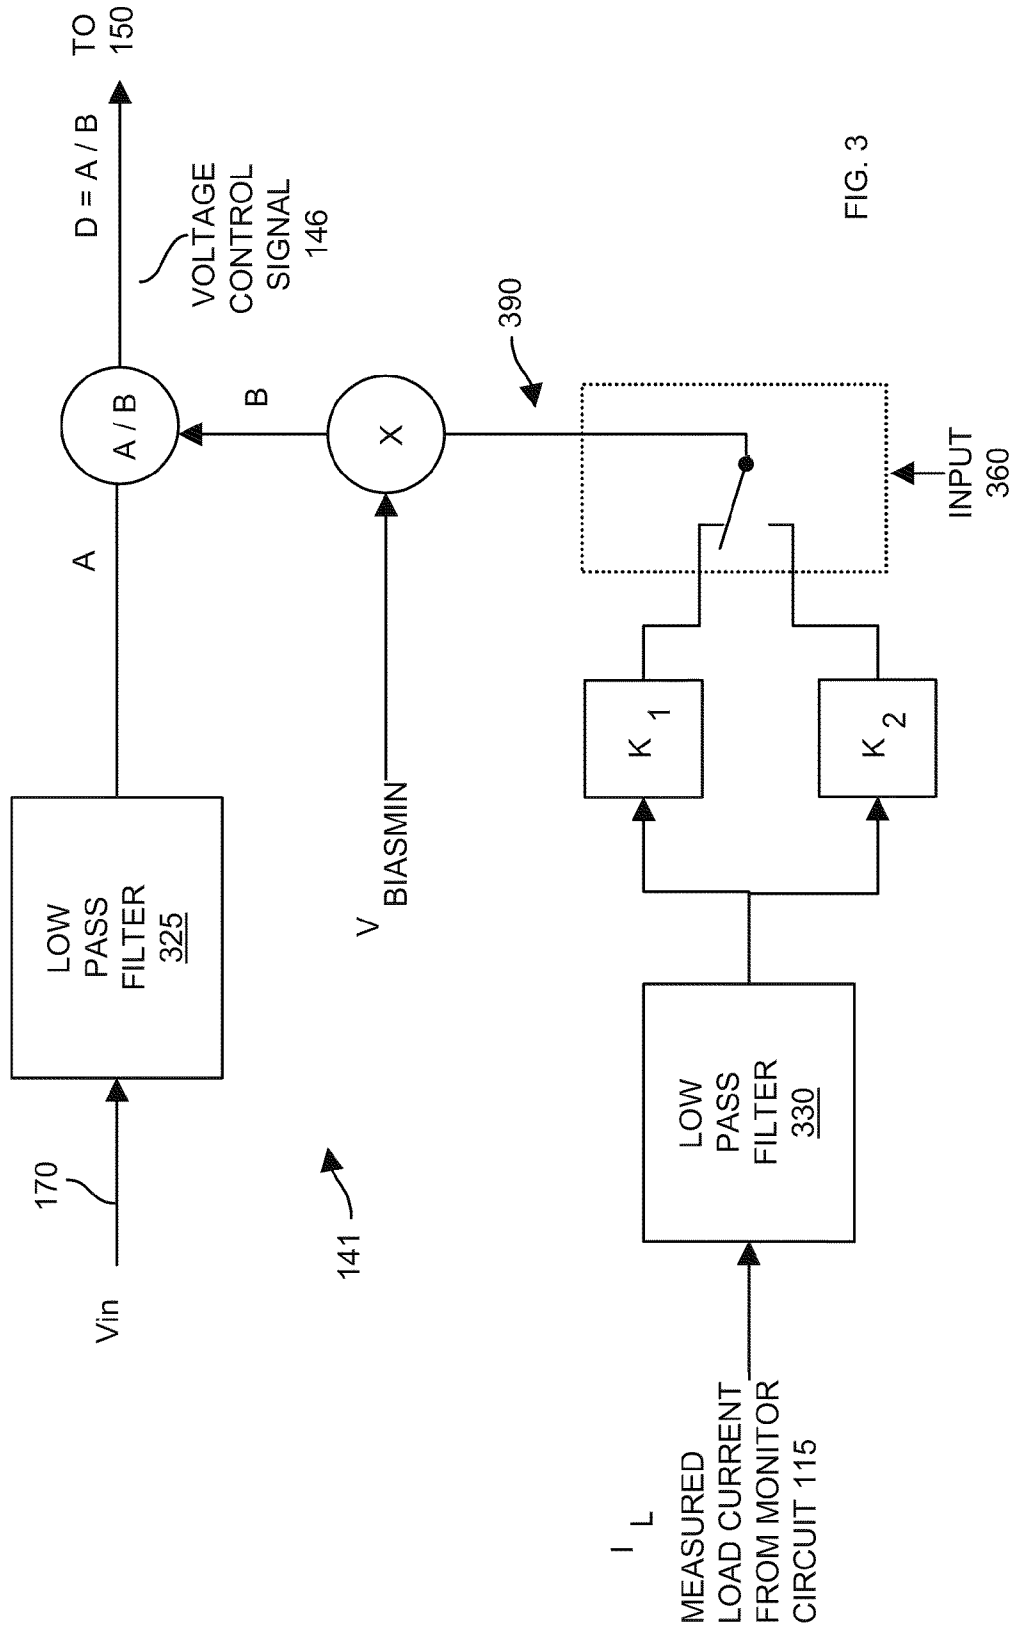 Vin
170
LOW
PASS
FILTER
325
A
A / B
D = A / B
TO
150
VOLTAGE
CONTROL
SIGNAL
146
B
141
V
BIASMIN
X
390
I
L
MEASURED
LOAD CURRENT
FROM MONITOR
CIRCUIT 115
LOW
PASS
FILTER
330
K
1
K
2
INPUT
360
FIG. 3